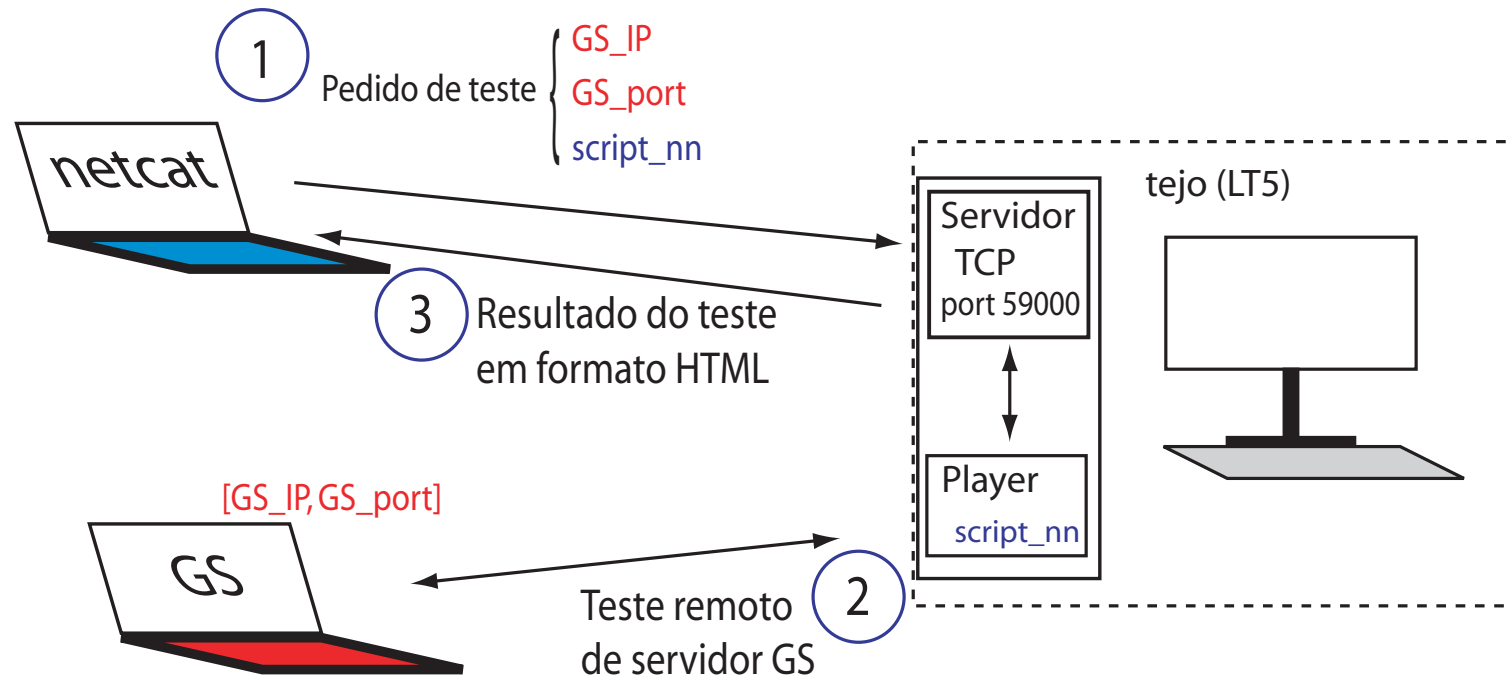 1
Pedido de teste
GS_IP
GS_port
script_nn
netcat
tejo (LT5)
Servidor
TCP
port 59000
3
Resultado do teste
em formato HTML
Player
script_nn
[GS_IP, GS_port]
GS
2
Teste remoto
de servidor GS